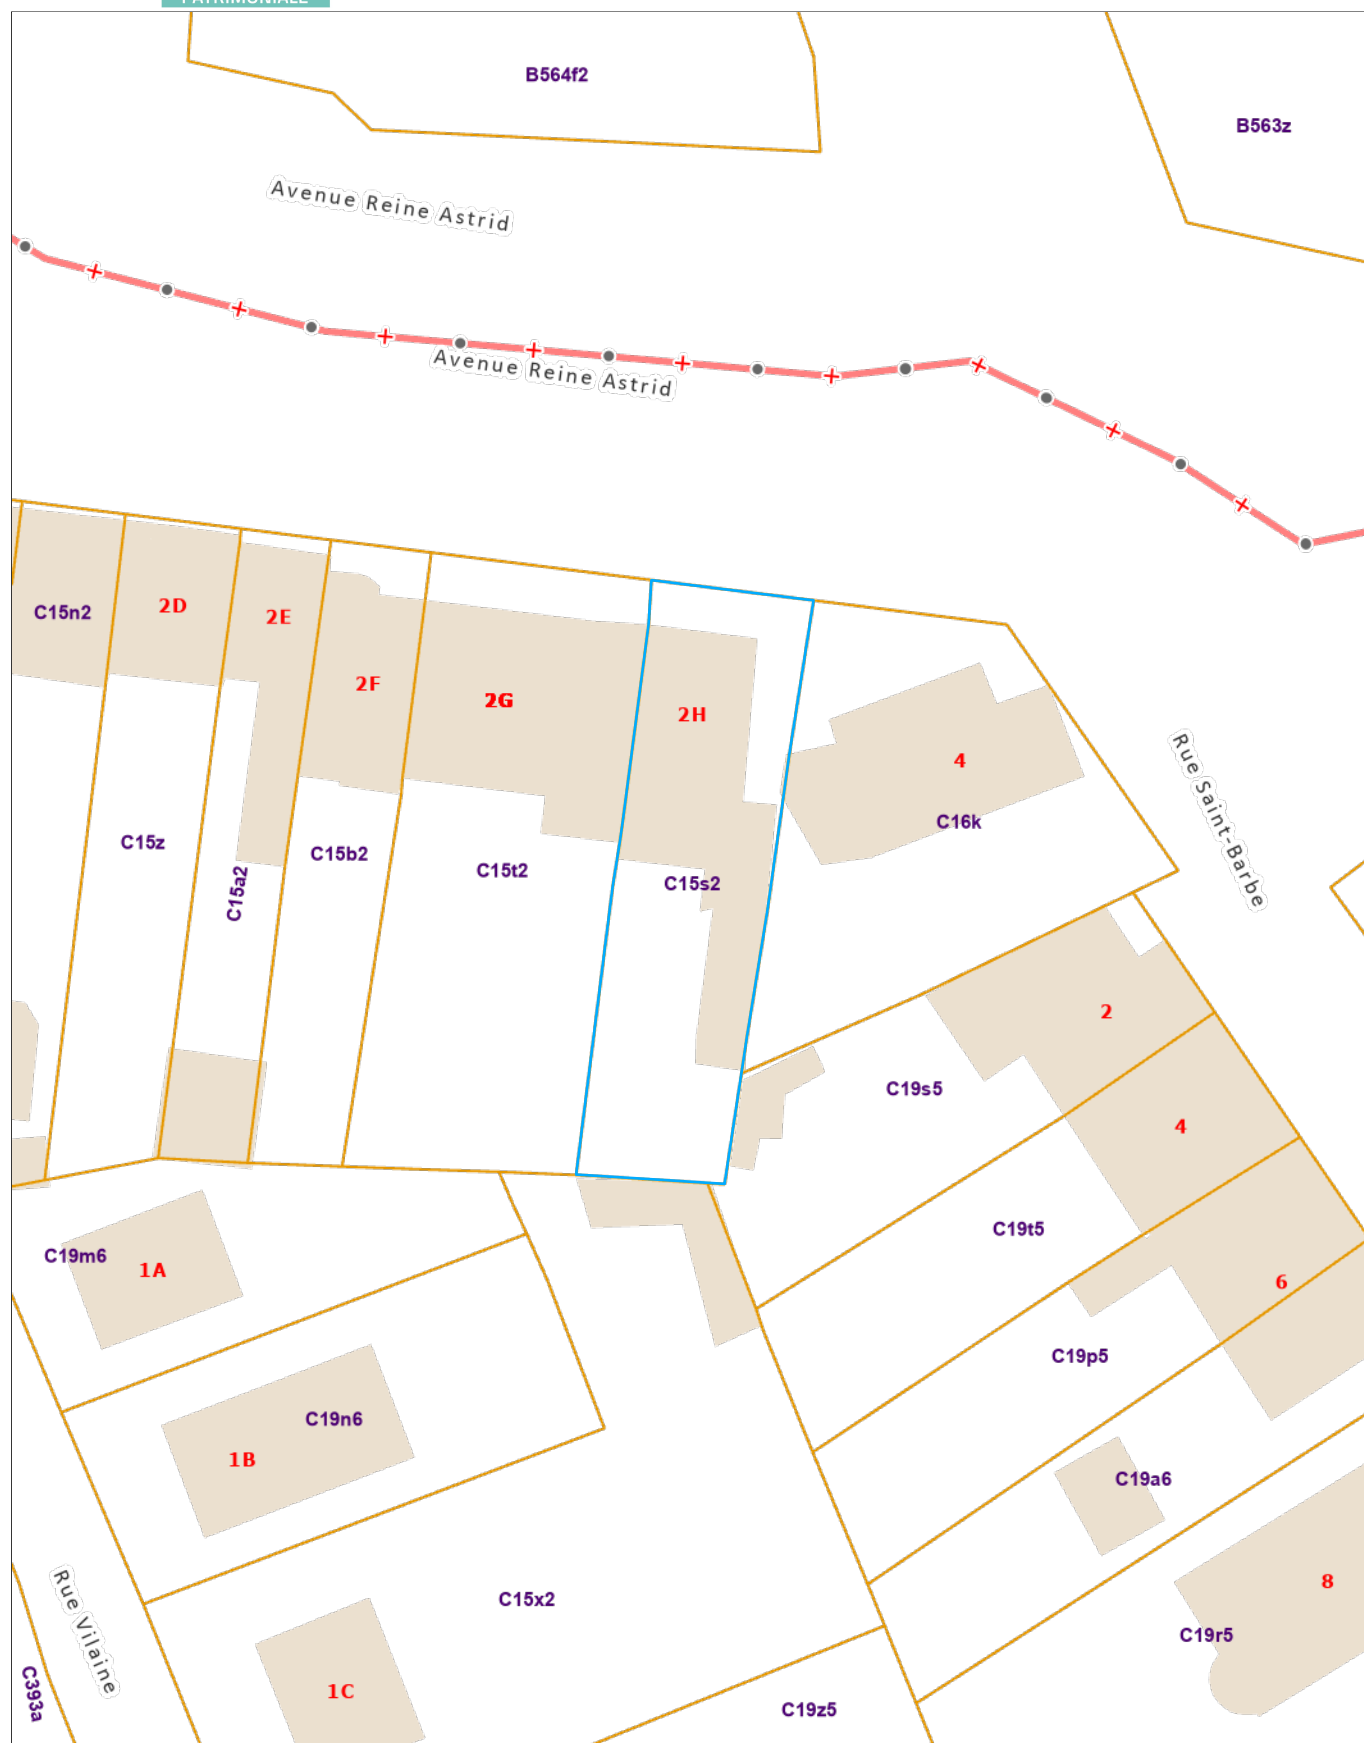 PATRIMONIALE
B564f2
B563z
Avenue Reine Astrid
Avenue Reine Astrid
C15n2
2D
2E
2F
2G
2H
4
C16k
Rue Saint-Barbe
C15z
C15a2
C15b2
C15t2
C15s2
2
C19s5
4
C19t5
6
C19p5
C19m6
1A
C19n6
1B
C19a6
8
C19r5
C15x2
Rue Vilaine
C393a
1C
C19z5